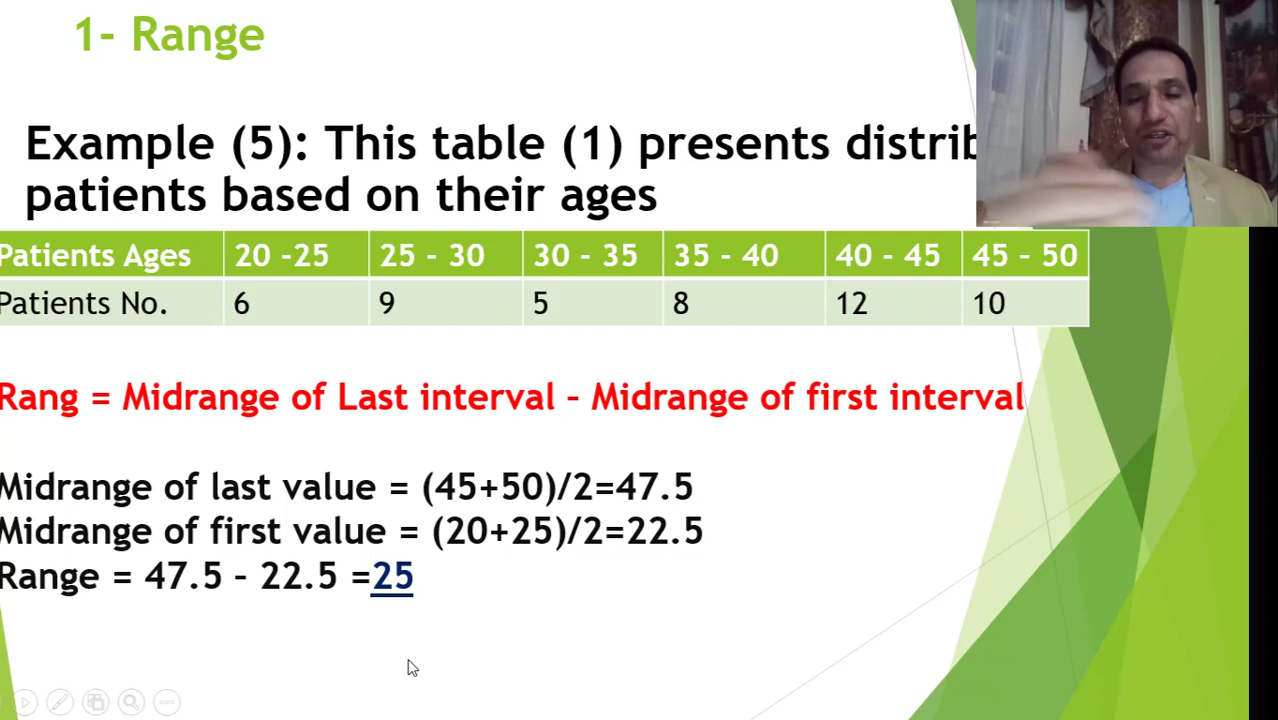 1- Range
Example (5): This table (1) presents distrib
patients based on their ages
Patients Ages 20 -25 25 - 30 30 - 35 35 - 40 40 - 45 45 – 50
Patients No. 6 9 5 8 12 10
Rang = Midrange of Last interval – Midrange of first interval
Midrange of last value = (45+50)/2=47.5
Midrange of first value = (20+25)/2=22.5
Range = 47.5 – 22.5 =25